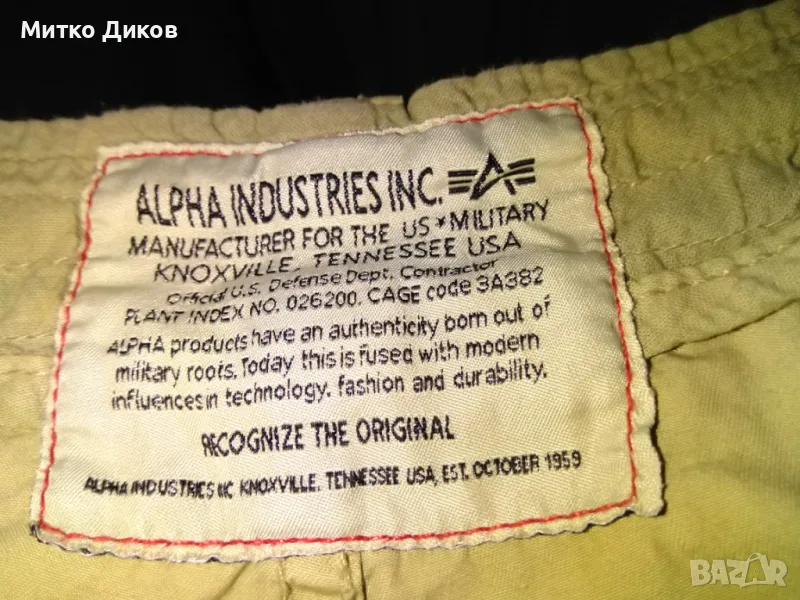 Митко Диков
ALPHA INDUSTRIES INC.
MANUFACTURER FOR THE US*MILITARY
KNOXVILLE, TENNESSEE USA
Official U.S. Defense Dept. Contractor
PLANT INDEX NO. 026200. CAGE code 3A382
ALPHA products have an authenticity born out of
military roots. Today this is fused with modern
influences in technology. fashion and durability.
RECOGNIZE THE ORIGINAL
ALPHA INDUSTRIES INC KNOXVILLE. TENNESSEE USA, EST. OCTOBER 1959
BAZAR